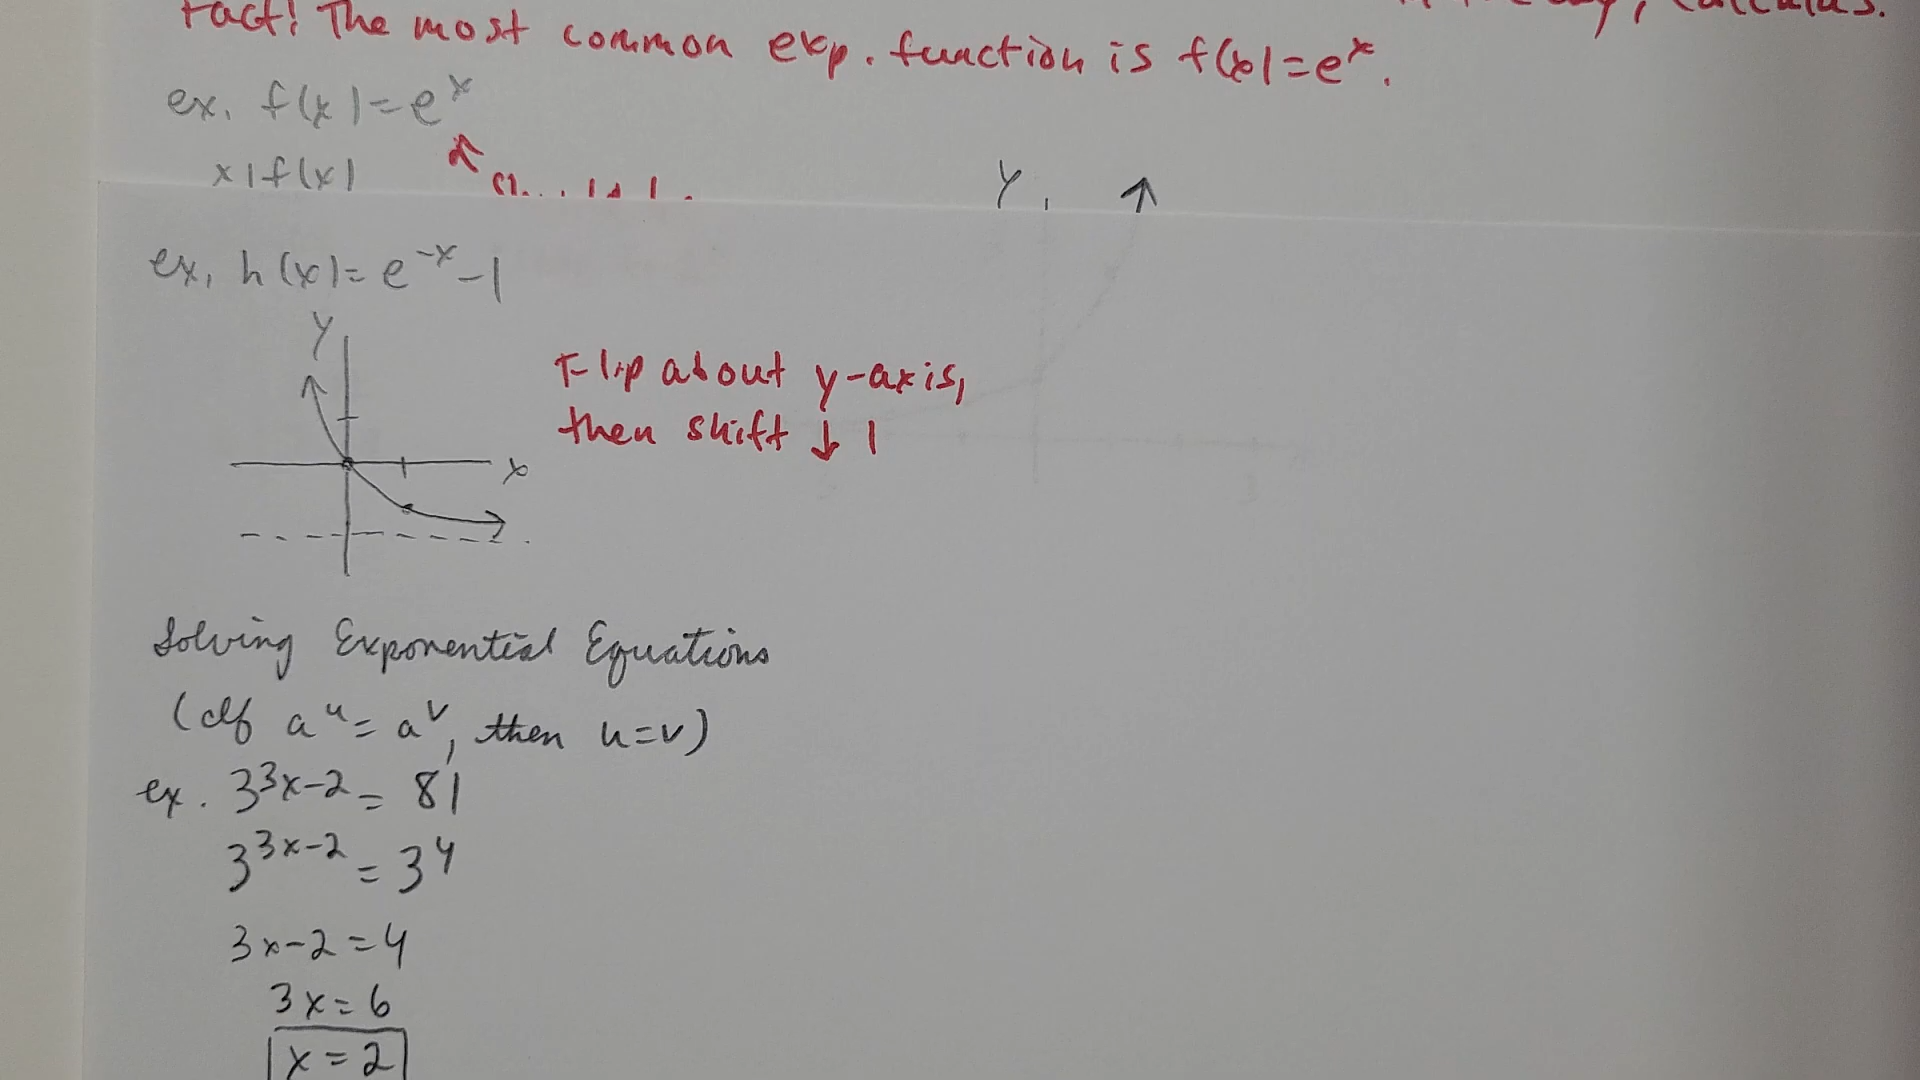 Fact! The most common exp. function is f(x)=e^x.
calculus.
ex. f(x)=e^x
x | f(x)
Y
ex. h(x)=e^-x -1
Y
x
Flip about y-axis,
then shift ↓ 1
Solving Exponential Equations
(If a^u = a^v, then u=v)
ex. 3^3x-2 = 81
3^3x-2 = 3^4
3x-2=4
3x=6
x=2